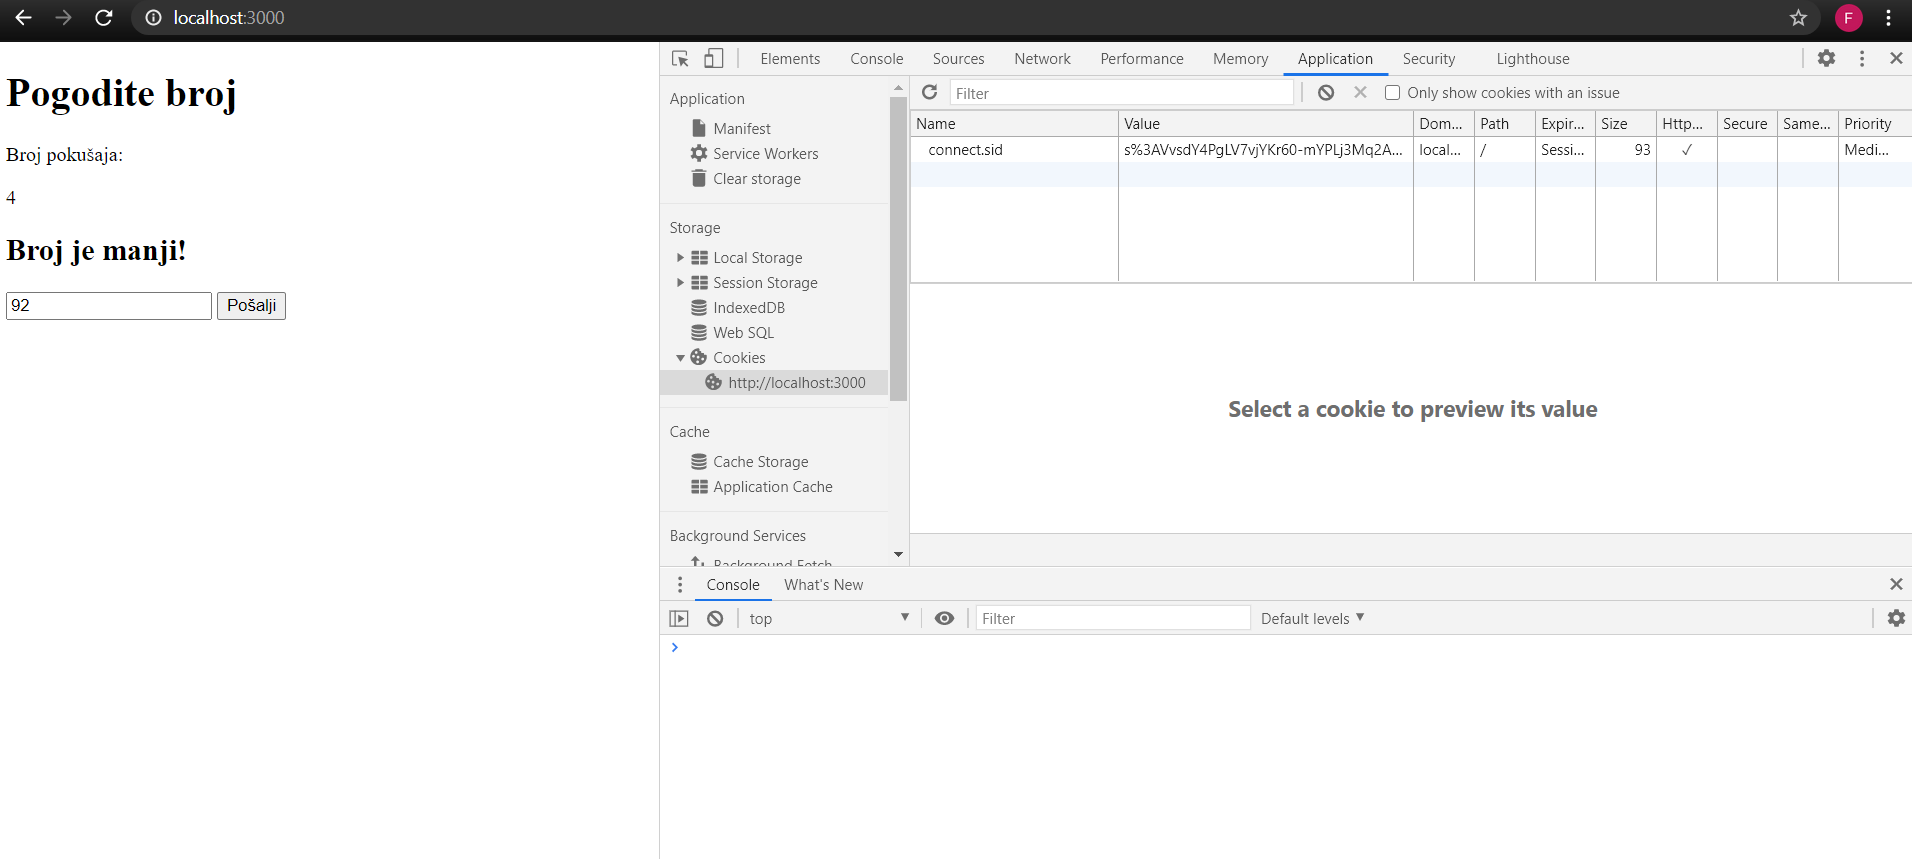 localhost:3000
F
Pogodite broj
Broj pokušaja:
4
Broj je manji!
92 Pošalji
Elements Console Sources Network Performance Memory Application Security Lighthouse
Application
Manifest
Service Workers
Clear storage
Storage
Local Storage
Session Storage
IndexedDB
Web SQL
Cookies
http://localhost:3000
Cache
Cache Storage
Application Cache
Background Services
Background Fetch
Filter Only show cookies with an issue
Name Value Dom... Path Expir... Size Http... Secure Same... Priority
connect.sid s%3AVvsdY4PgLV7vjYKr60-mYPLj3Mq2A... local... / Sessi... 93 ✓ Medi...
Select a cookie to preview its value
Console What's New
top Filter Default levels